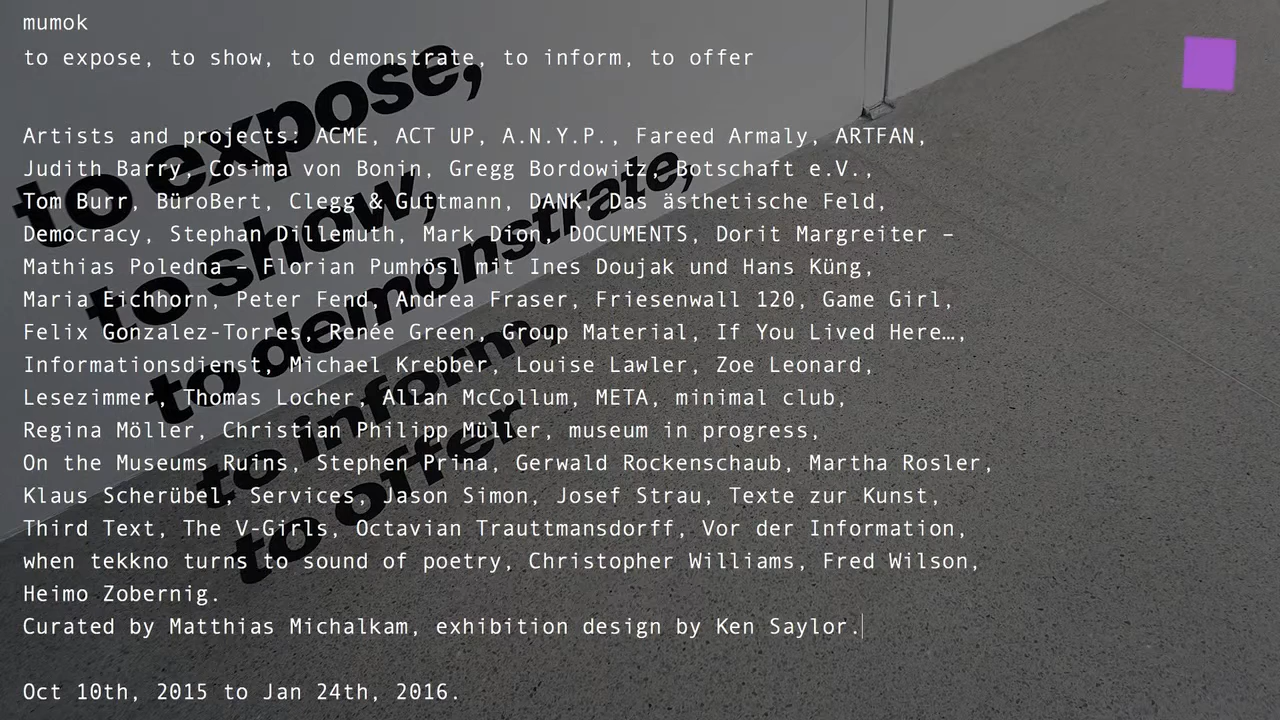 mumok
to expose, to show, to demonstrate, to inform, to offer
Artists and projects: ACME, ACT UP, A.N.Y.P., Fareed Armaly, ARTFAN,
Judith Barry, Cosima von Bonin, Gregg Bordowitz, Botschaft e.V.,
Tom Burr, BüroBert, Clegg & Guttmann, DANK, Das ästhetische Feld,
Democracy, Stephan Dillemuth, Mark Dion, DOCUMENTS, Dorit Margreiter –
Mathias Poledna – Florian Pumhösl mit Ines Doujak und Hans Küng,
Maria Eichhorn, Peter Fend, Andrea Fraser, Friesenwall 120, Game Girl,
Felix Gonzalez-Torres, Renée Green, Group Material, If You Lived Here…,
Informationsdienst, Michael Krebber, Louise Lawler, Zoe Leonard,
Lesezimmer, Thomas Locher, Allan McCollum, META, minimal club,
Regina Möller, Christian Philipp Müller, museum in progress,
On the Museums Ruins, Stephen Prina, Gerwald Rockenschaub, Martha Rosler,
Klaus Scherübel, Services, Jason Simon, Josef Strau, Texte zur Kunst,
Third Text, The V-Girls, Octavian Trauttmansdorff, Vor der Information,
when tekkno turns to sound of poetry, Christopher Williams, Fred Wilson,
Heimo Zobernig.
Curated by Matthias Michalkam, exhibition design by Ken Saylor.
Oct 10th, 2015 to Jan 24th, 2016.
to expose,
to show,
to demonstrate,
to inform,
to offer